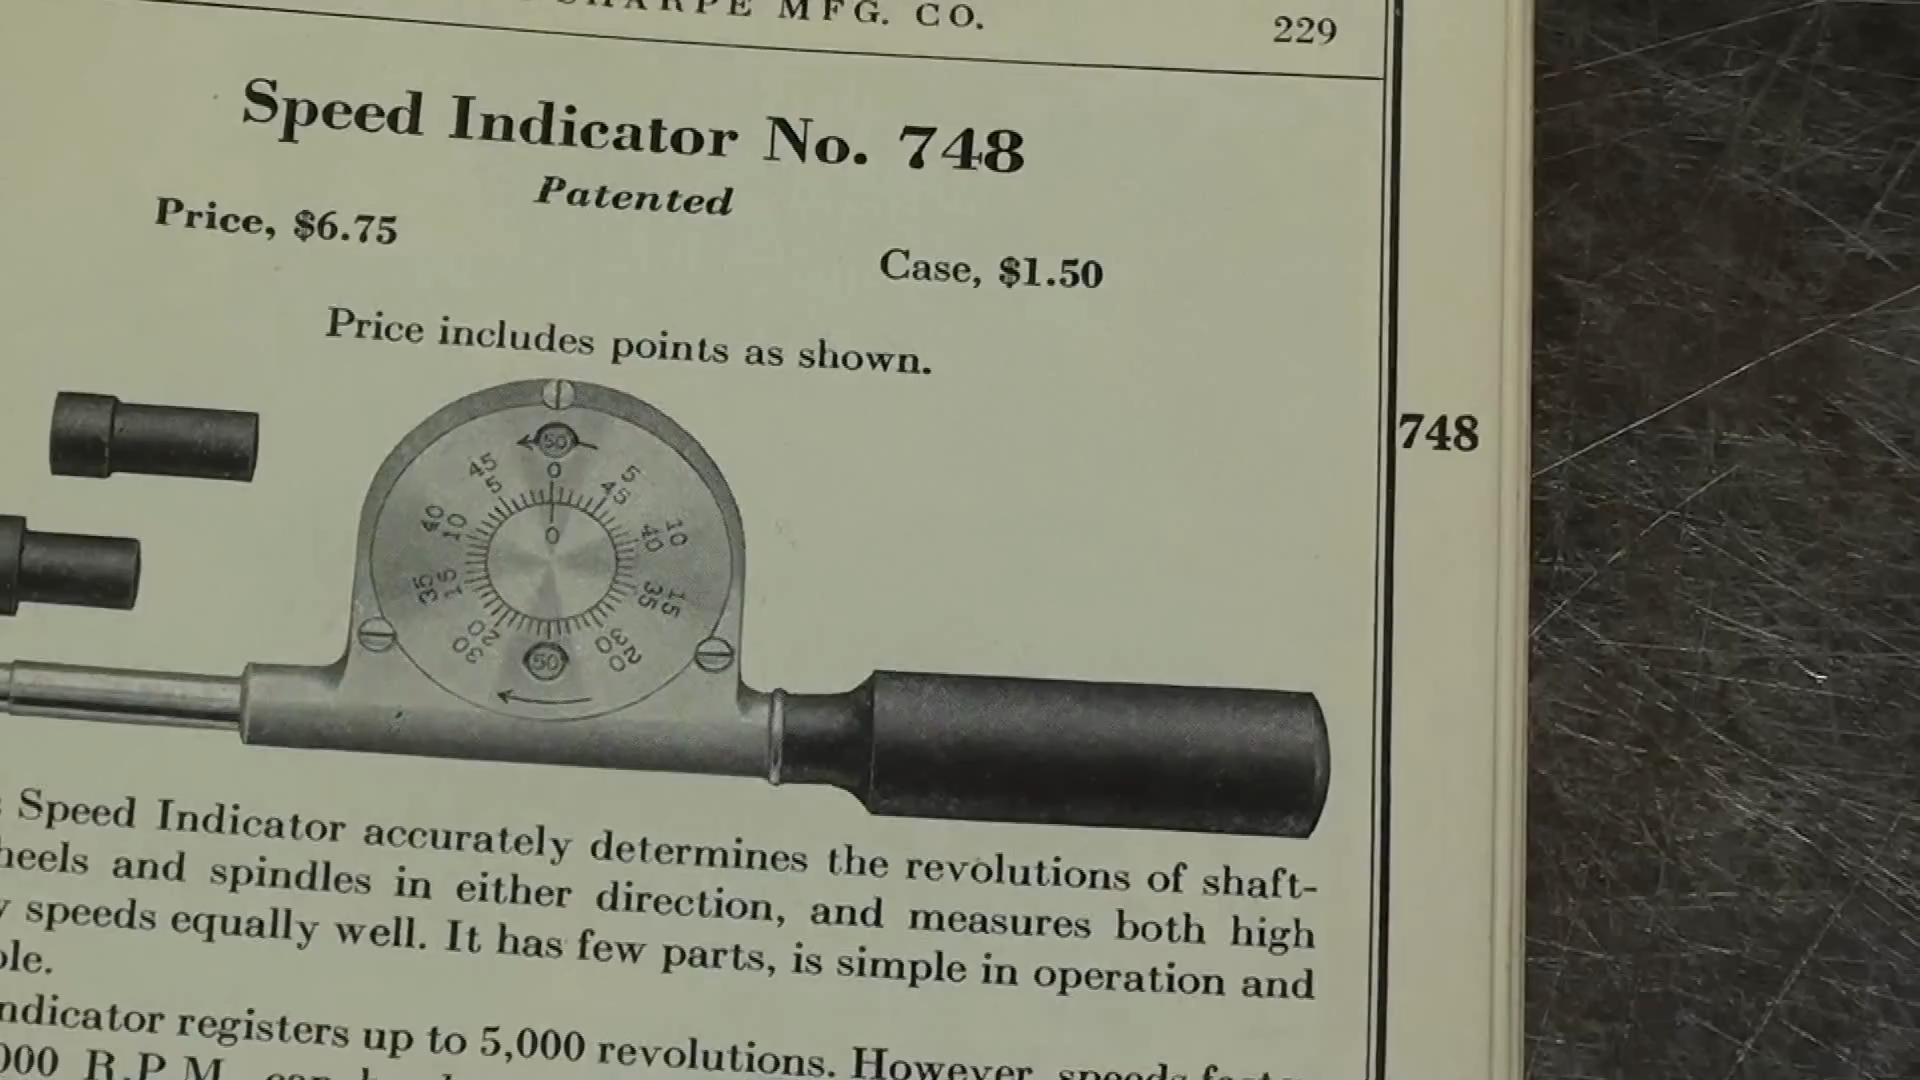 MFG. CO. 229
Speed Indicator No. 748
Patented
Price, $6.75
Case, $1.50
Price includes points as shown.
748
50
0
45 5
5 45
40 10
10 40
0
35 15
15 35
30 20
20 30
50
Speed Indicator accurately determines the revolutions of shaft-
heels and spindles in either direction, and measures both high
speeds equally well. It has few parts, is simple in operation and
ble.
ndicator registers up to 5,000 revolutions. However, speeds
000 R.P.M.